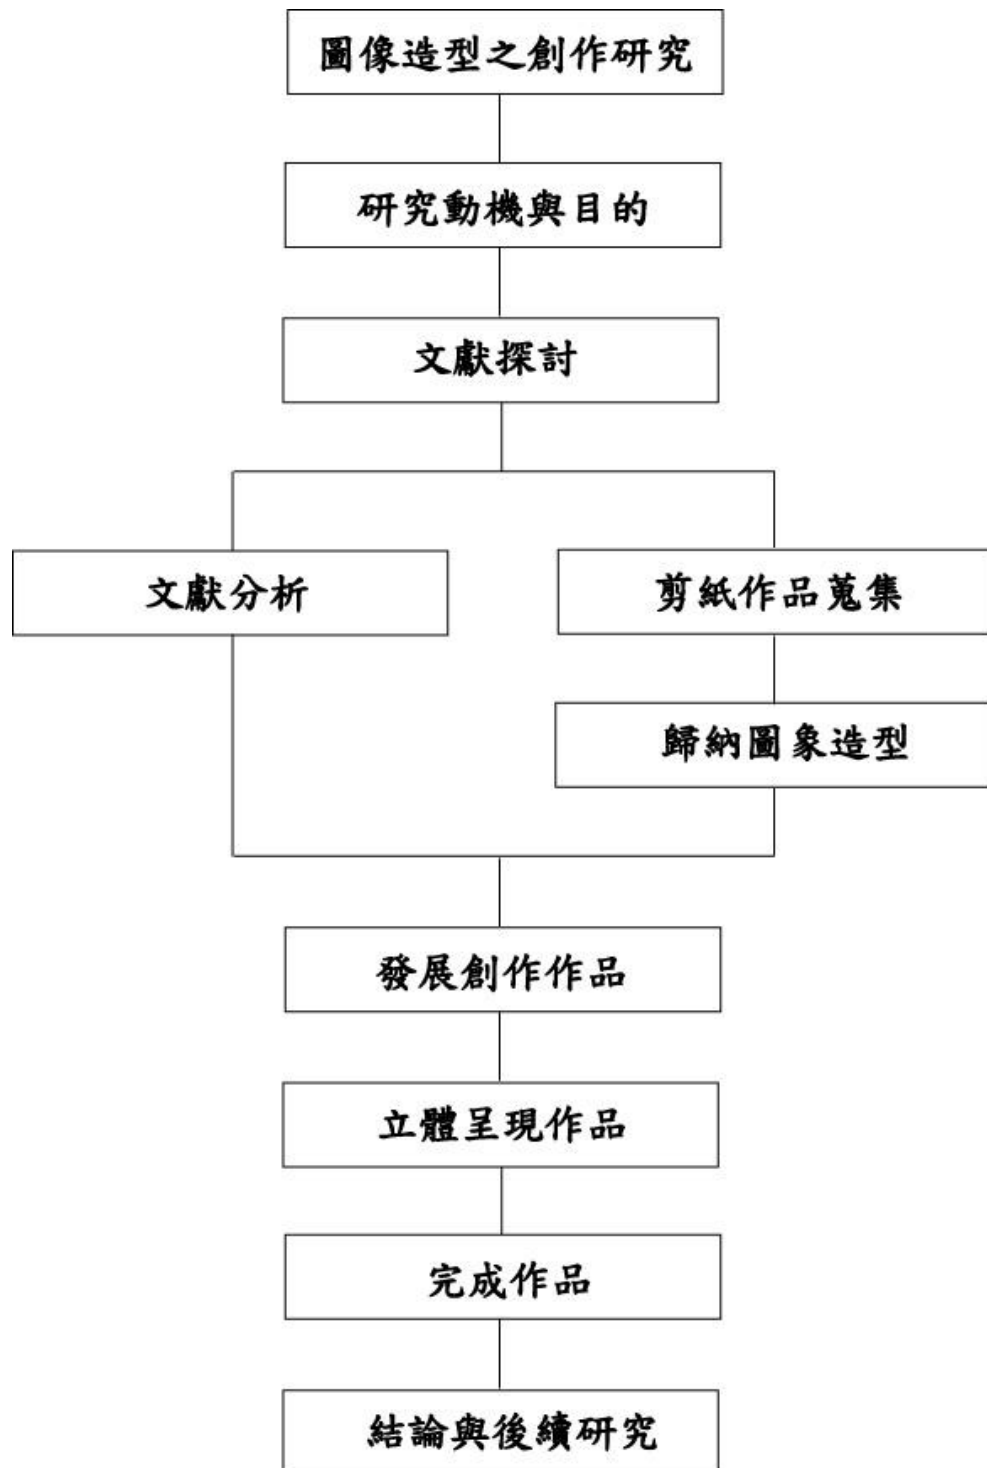 圖像造型之創作研究
研究動機與目的
文獻探討
文獻分析
剪紙作品蒐集
歸納圖象造型
發展創作作品
立體呈現作品
完成作品
結論與後續研究